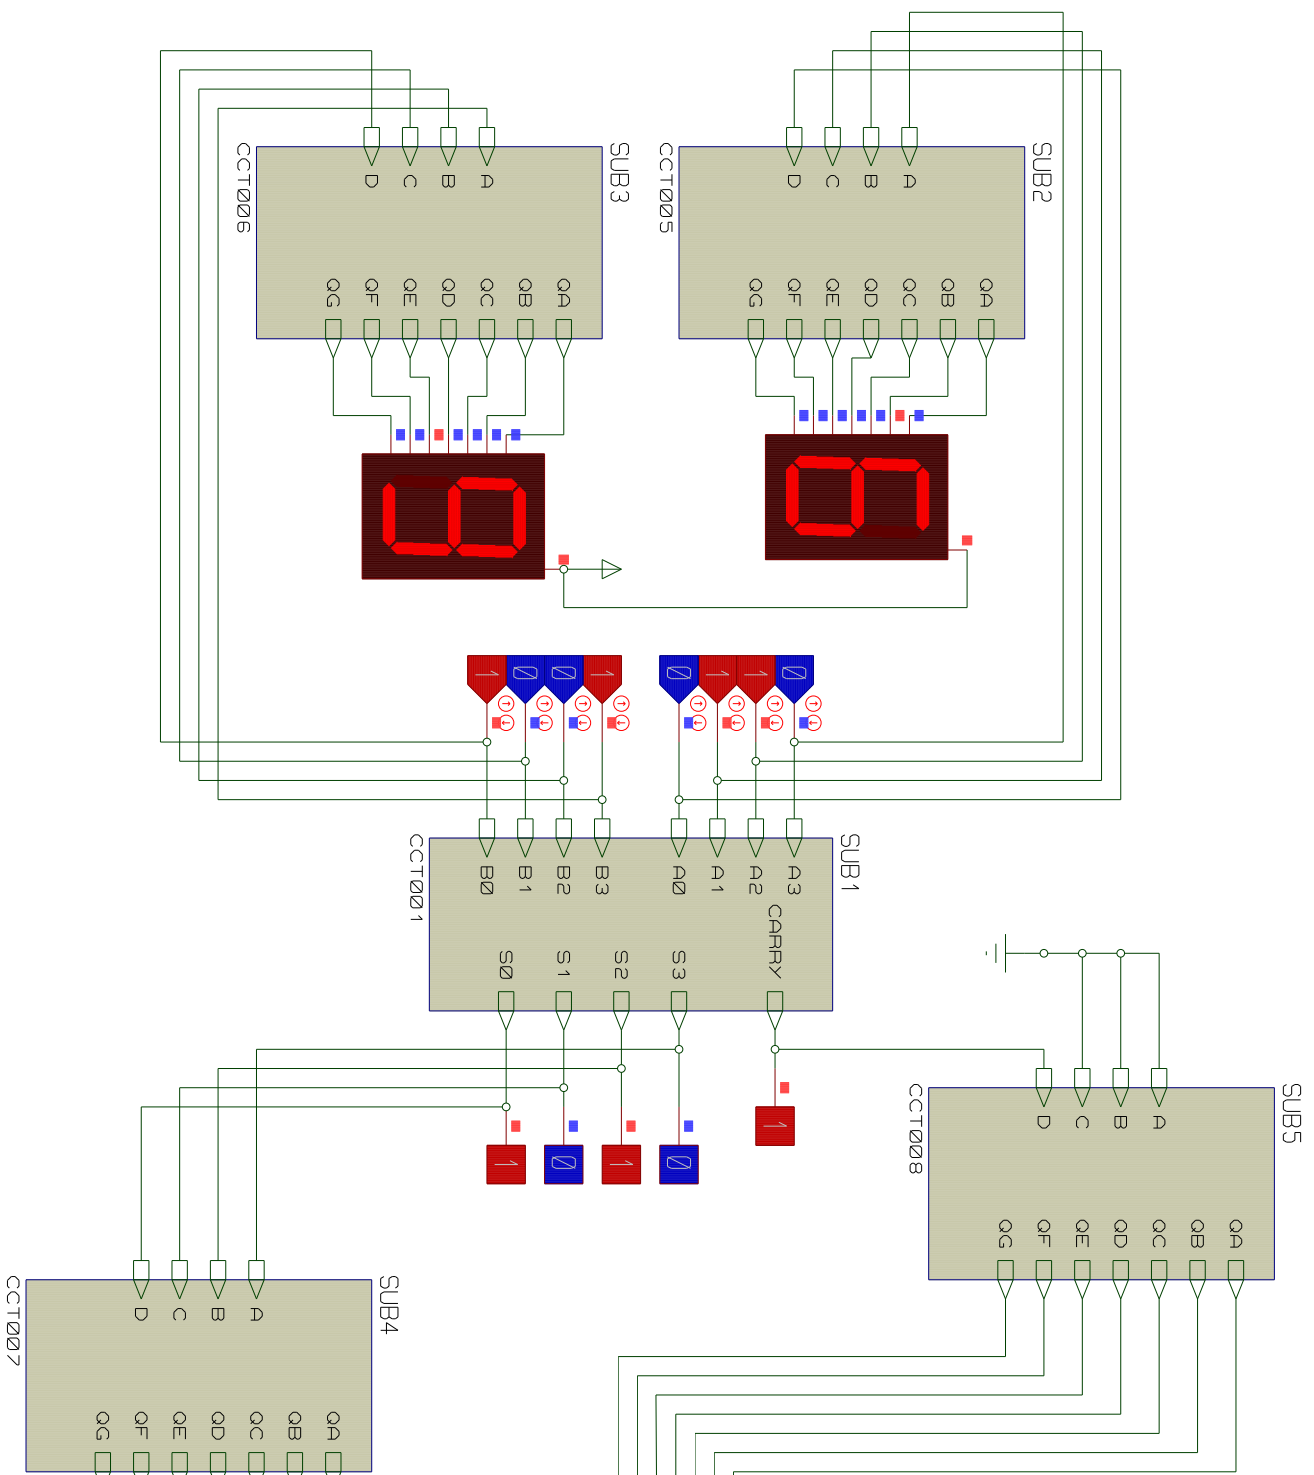 SUB3
D C B A
QG QF QE QD QC QB QA
CCT006
SUB2
D C B A
QG QF QE QD QC QB QA
CCT005
1 0 0 1
0 1 1 0
SUB1
B0 B1 B2 B3 A0 A1 A2 A3
CARRY
S0 S1 S2 S3
CCT001
1 0 1 0
1
SUB5
D C B A
QG QF QE QD QC QB QA
CCT008
SUB4
D C B A
QG QF QE QD QC QB QA
CCT007